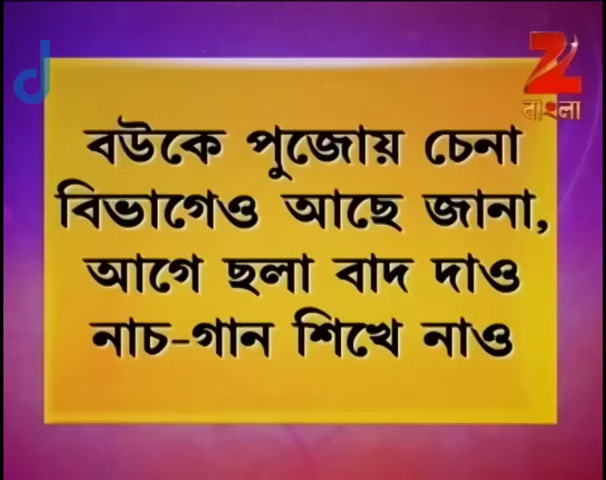 বাংলা
বউকে পুজোয় চেনা
বিভাগেও আছে জানা,
আগে ছলা বাদ দাও
নাচ-গান শিখে নাও